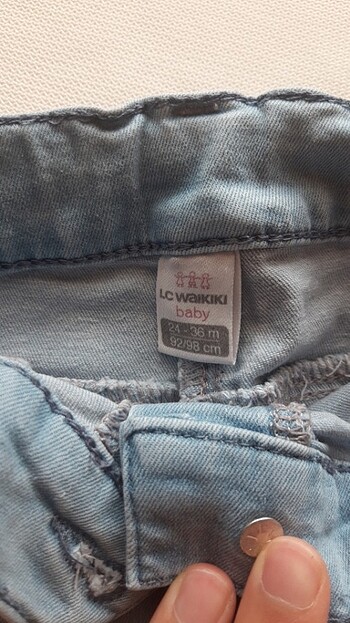 LC WAIKIKI
baby
24 - 36 m
92/98 cm